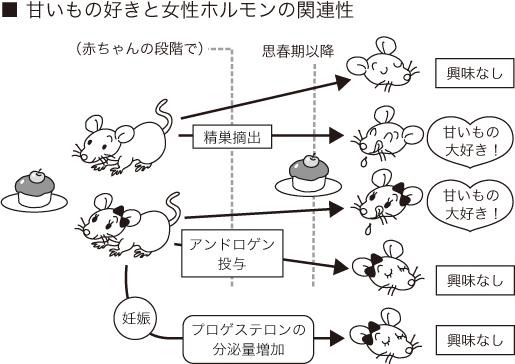 ■ 甘いもの好きと女性ホルモンの関連性
（赤ちゃんの段階で）
思春期以降
興味なし
精巣摘出
甘いもの
大好き！
甘いもの
大好き！
アンドロゲン
投与
興味なし
妊娠
プロゲステロンの
分泌量増加
興味なし